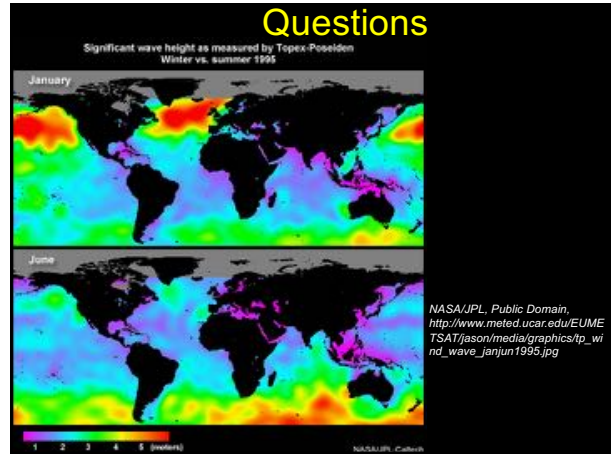 Questions
Significant wave height as measured by Topex-Poseiden
Winter vs. summer 1995
January
June
NASA/JPL, Public Domain,
http://www.meted.ucar.edu/EUME
TSAT/jason/media/graphics/tp_wi
nd_wave_janjun1995.jpg
1 2 3 4 5 (meters)
NASA/JPL Caltech